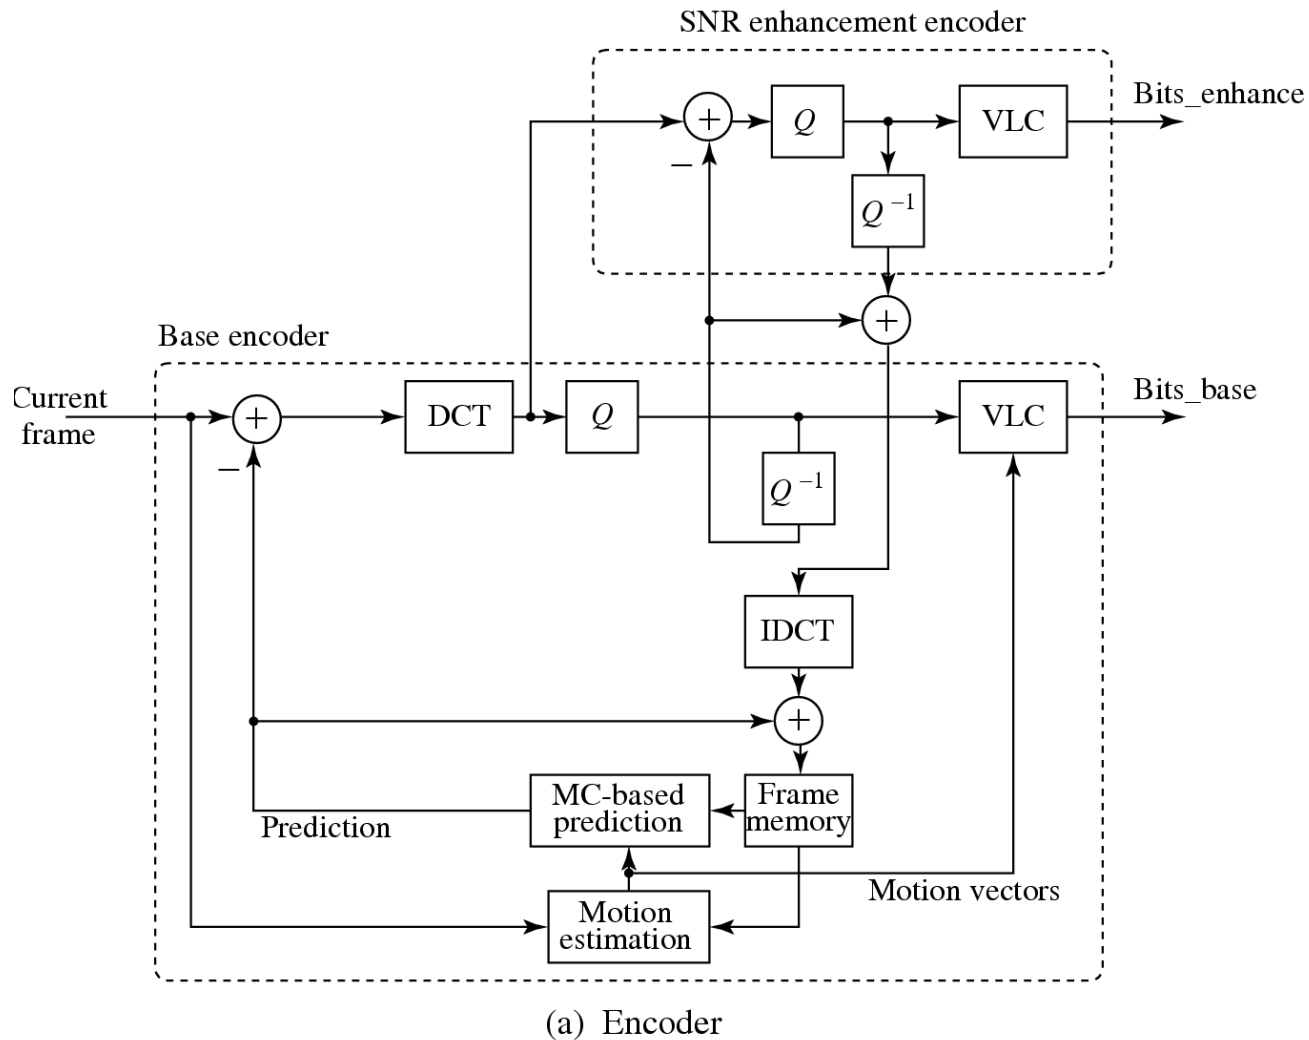 SNR enhancement encoder
Bits_enhance
+
Q
VLC
−
Q −1
+
Base encoder
Current
frame
+
DCT
Q
VLC
Bits_base
−
Q −1
IDCT
+
MC-based
prediction
Frame
memory
Prediction
Motion vectors
Motion
estimation
(a) Encoder